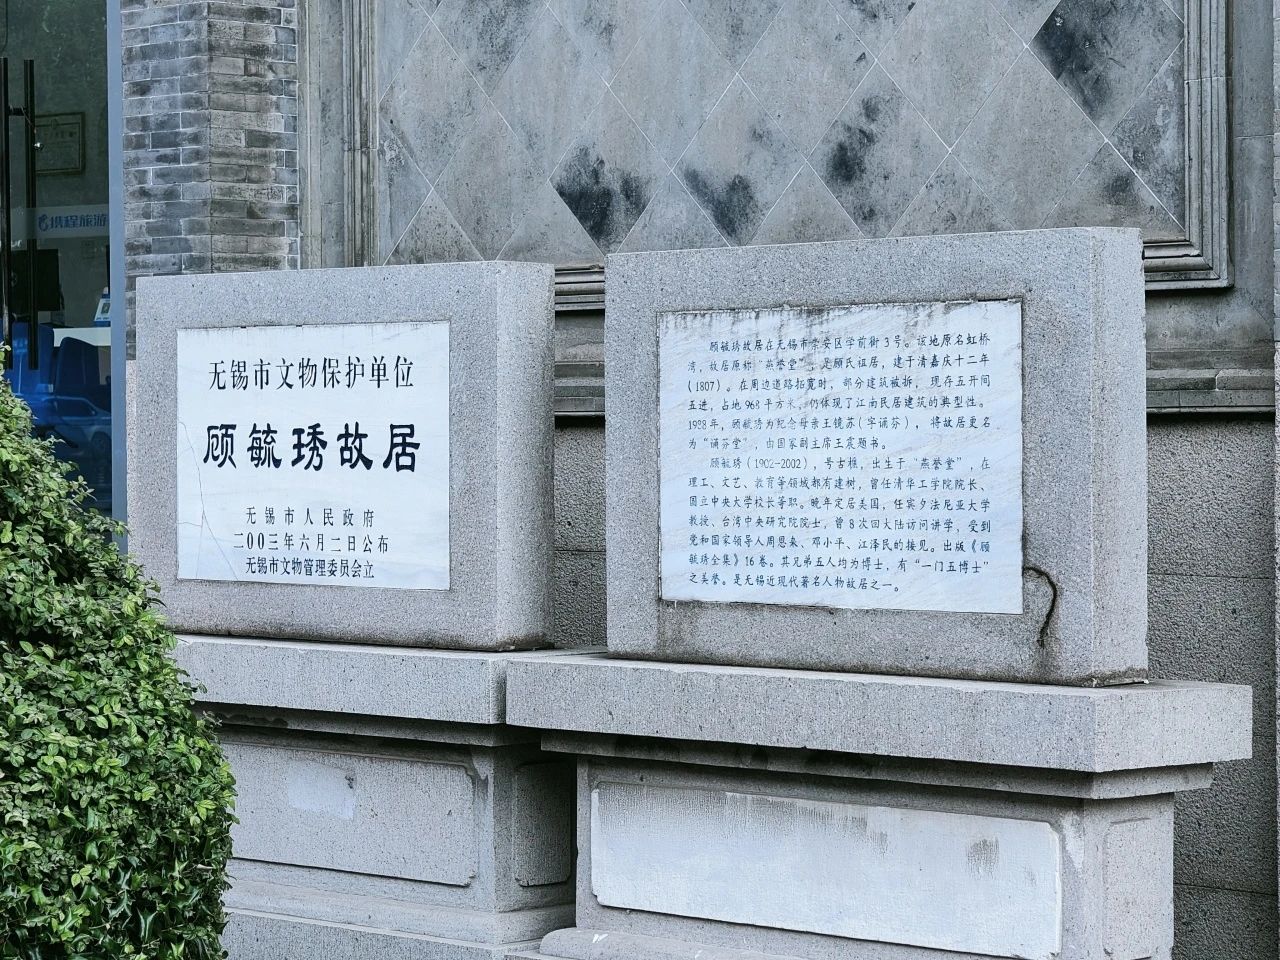 携程旅游
无锡市文物保护单位
顾毓琇故居
无锡市人民政府
二〇〇三年六月二日公布
无锡市文物管理委员会立
顾毓琇故居在无锡市崇安区学前街3号。该地原名虹桥
湾，故居原称“燕誉堂”，是顾氏祖居，建于清嘉庆十二年
（1807）。在周边道路拓宽时，部分建筑被拆，现存五开间
五进，占地968平方米，仍体现了江南民居建筑的典型性。
1988年，顾毓琇为纪念母亲王镜苏（字诵芬），将故居更名
为“诵芬堂”，由国家副主席王震题书。
顾毓琇（1902-2002），号古樵，出生于“燕誉堂”，在
理工、文艺、教育等领域都有建树，曾任清华工学院院长、
国立中央大学校长等职。晚年定居美国，任宾夕法尼亚大学
教授、台湾中央研究院院士，曾8次回大陆访问讲学，受到
党和国家领导人周恩来、邓小平、江泽民的接见。出版《顾
毓琇全集》16卷。其兄弟五人均为博士，有“一门五博士”
之美誉。是无锡近现代著名人物故居之一。